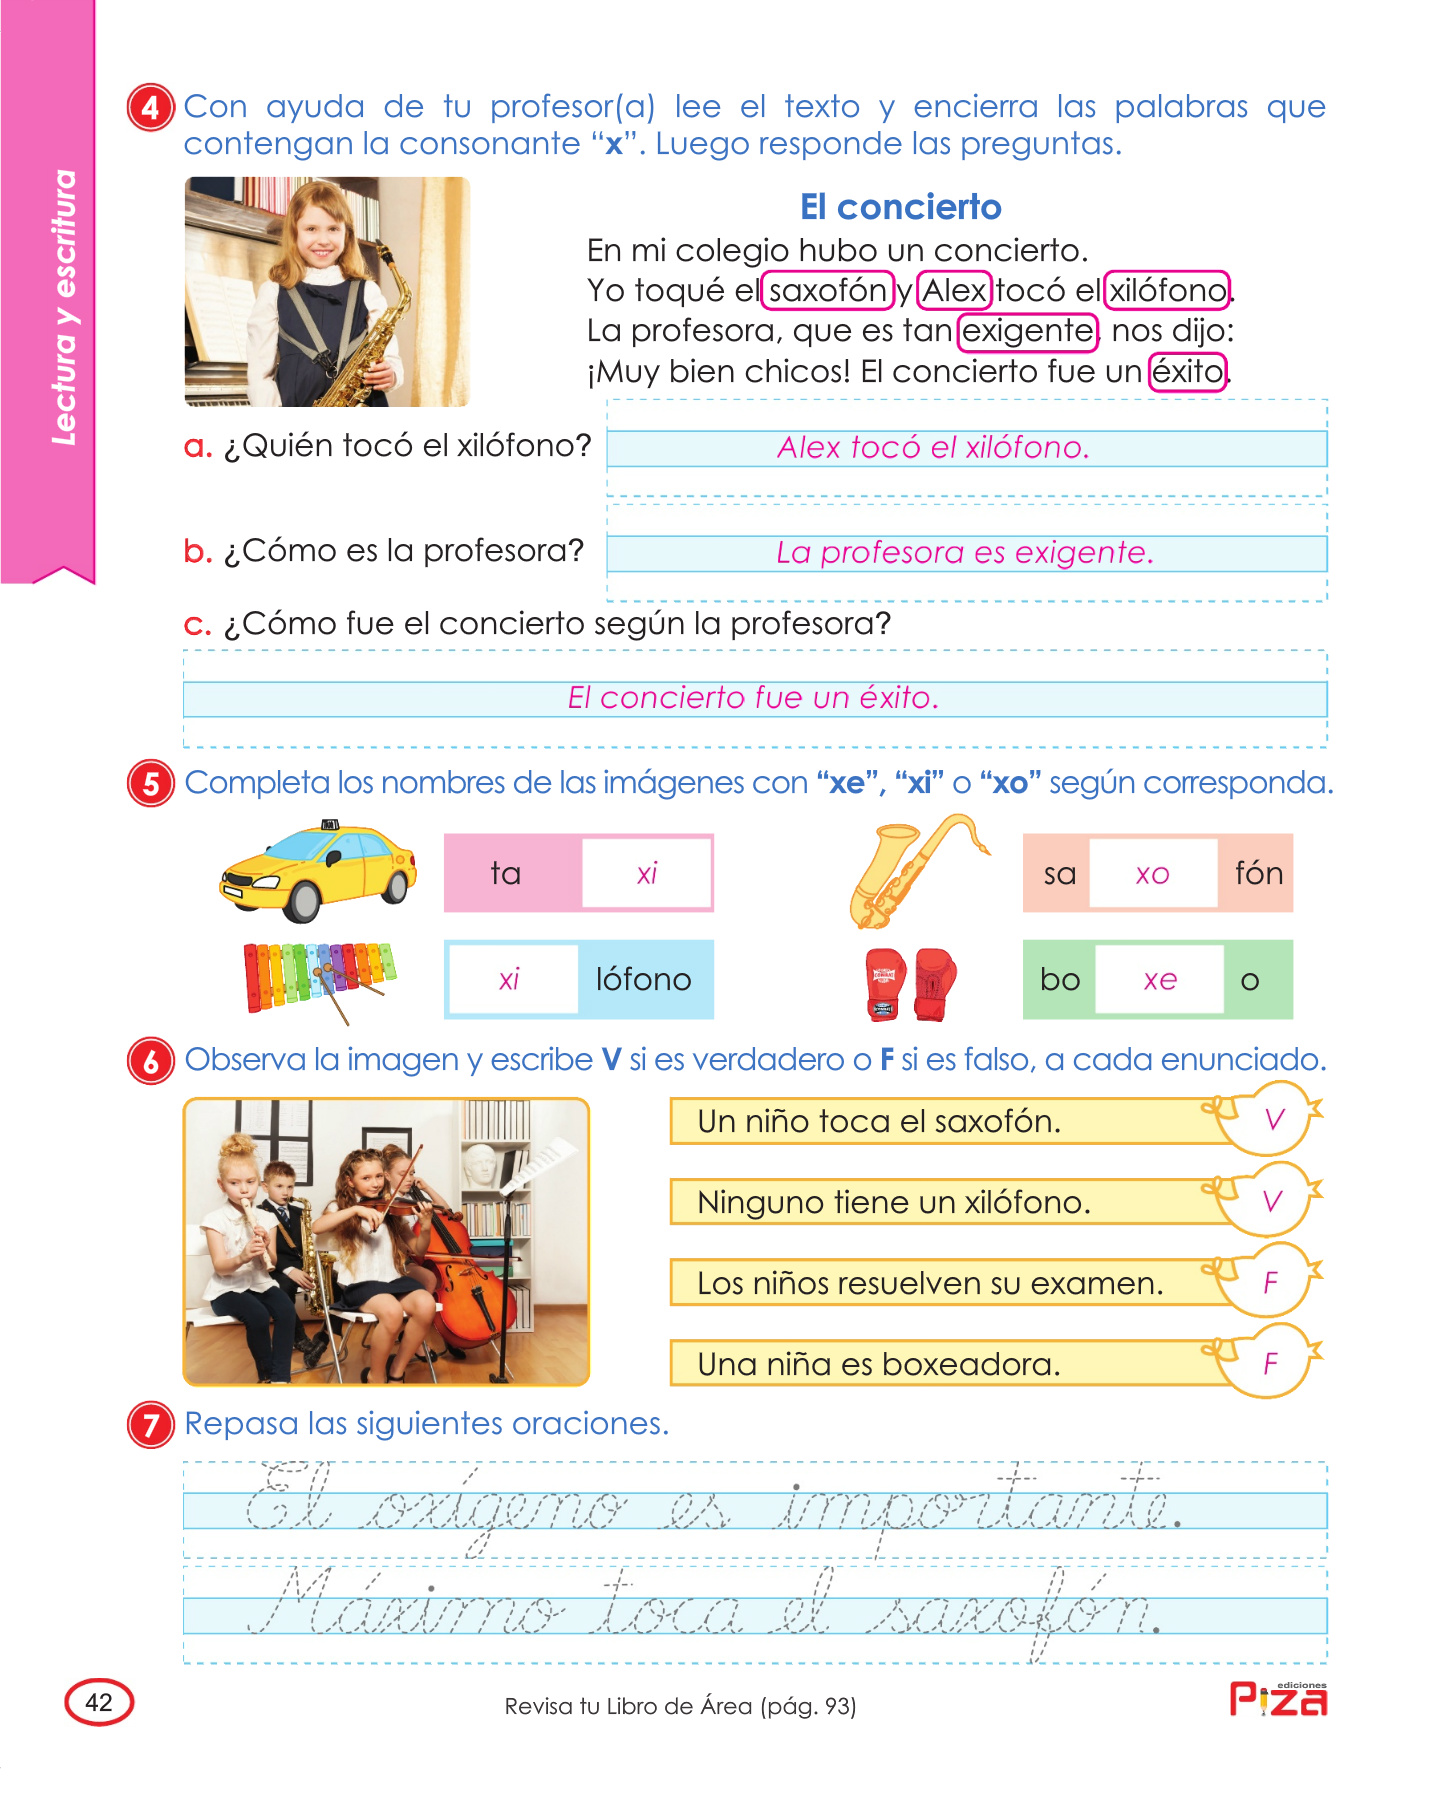 Lectura y escritura
4 Con ayuda de tu profesor(a) lee el texto y encierra las palabras que
contengan la consonante “x”. Luego responde las preguntas.
El concierto
En mi colegio hubo un concierto.
Yo toqué el saxofón y Alex tocó el xilófono.
La profesora, que es tan exigente, nos dijo:
¡Muy bien chicos! El concierto fue un éxito.
a. ¿Quién tocó el xilófono? Alex tocó el xilófono.
b. ¿Cómo es la profesora? La profesora es exigente.
c. ¿Cómo fue el concierto según la profesora?
El concierto fue un éxito.
5 Completa los nombres de las imágenes con “xe”, “xi” o “xo” según corresponda.
ta xi
sa xo fón
xi lófono
bo xe o
6 Observa la imagen y escribe V si es verdadero o F si es falso, a cada enunciado.
Un niño toca el saxofón. V
Ninguno tiene un xilófono. V
Los niños resuelven su examen. F
Una niña es boxeadora. F
7 Repasa las siguientes oraciones.
El oxígeno es importante.
Máximo toca el saxofón.
42
Revisa tu Libro de Área (pág. 93)
ediciones
Piza